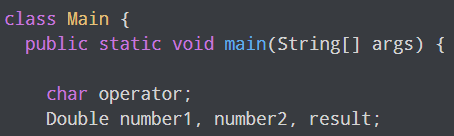 class Main {
public static void main(String[] args) {
char operator;
Double number1, number2, result;